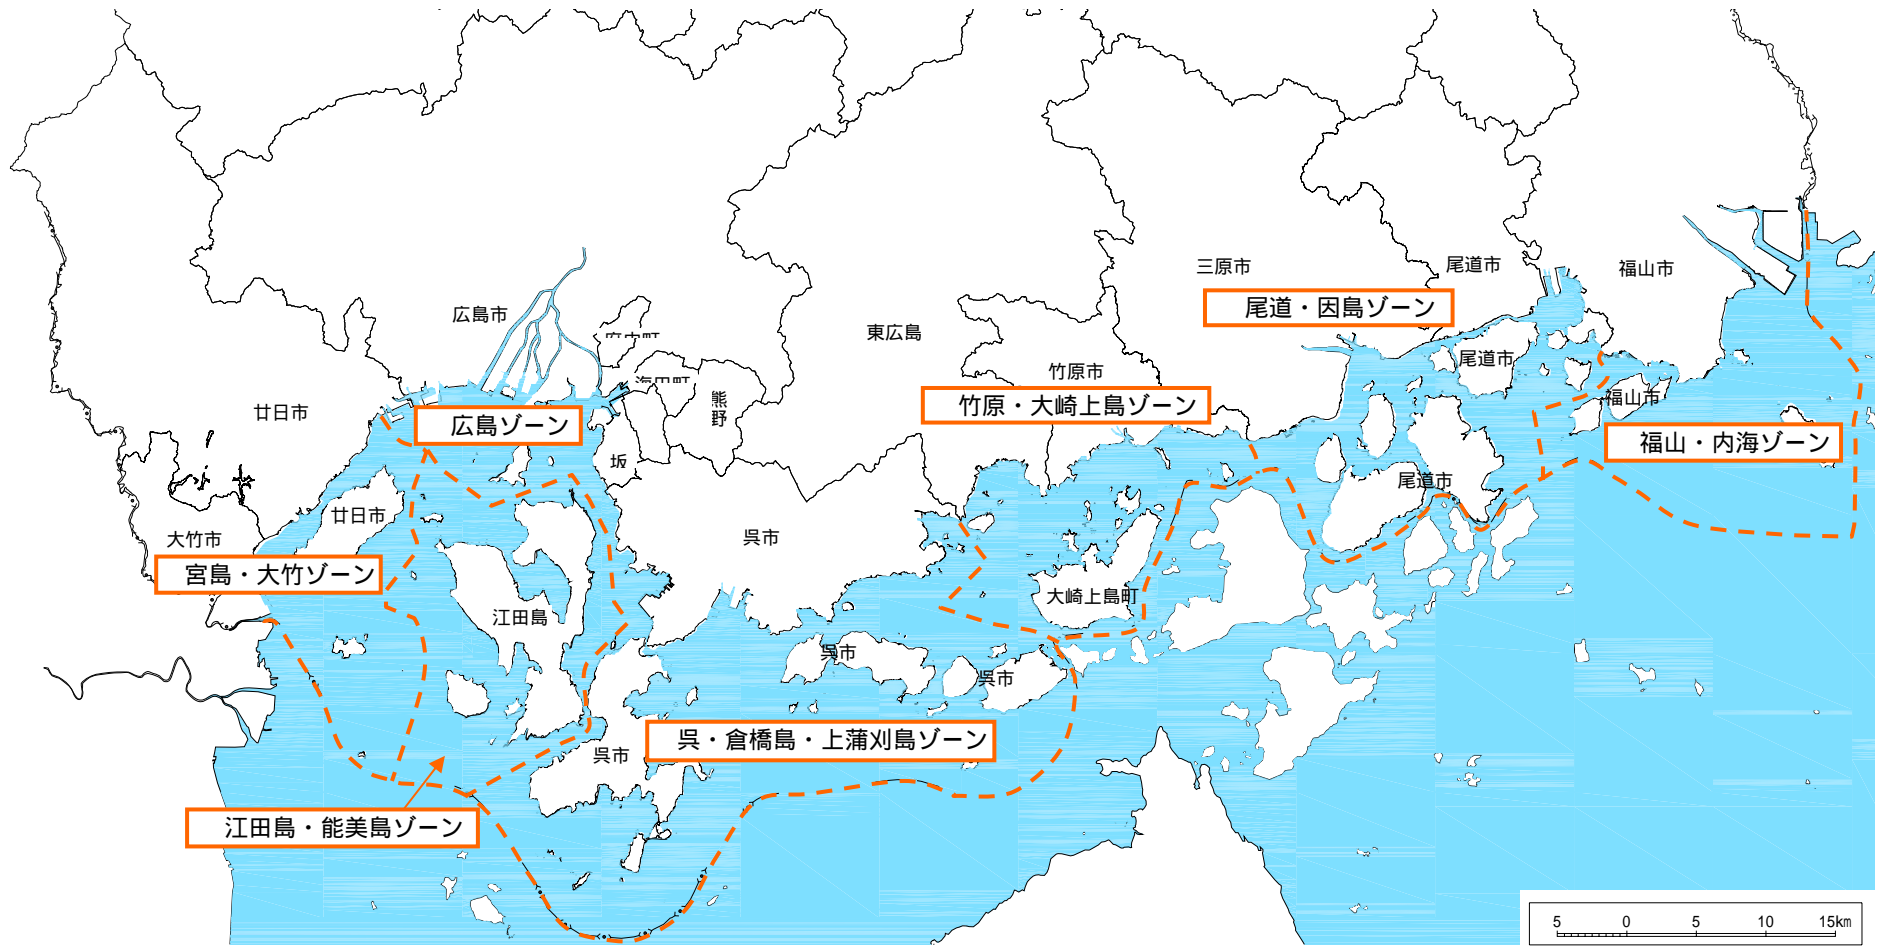 三原市
尾道市
福山市
尾道・因島ゾーン
広島市
東広島
尾道市
竹原市
福山市
竹原・大崎上島ゾーン
熊野
廿日市
広島ゾーン
福山・内海ゾーン
坂
尾道市
廿日市
大竹市
呉市
宮島・大竹ゾーン
大崎上島町
江田島
呉市
呉市
呉・倉橋島・上蒲刈島ゾーン
呉市
江田島・能美島ゾーン
5 0 5 10 15km